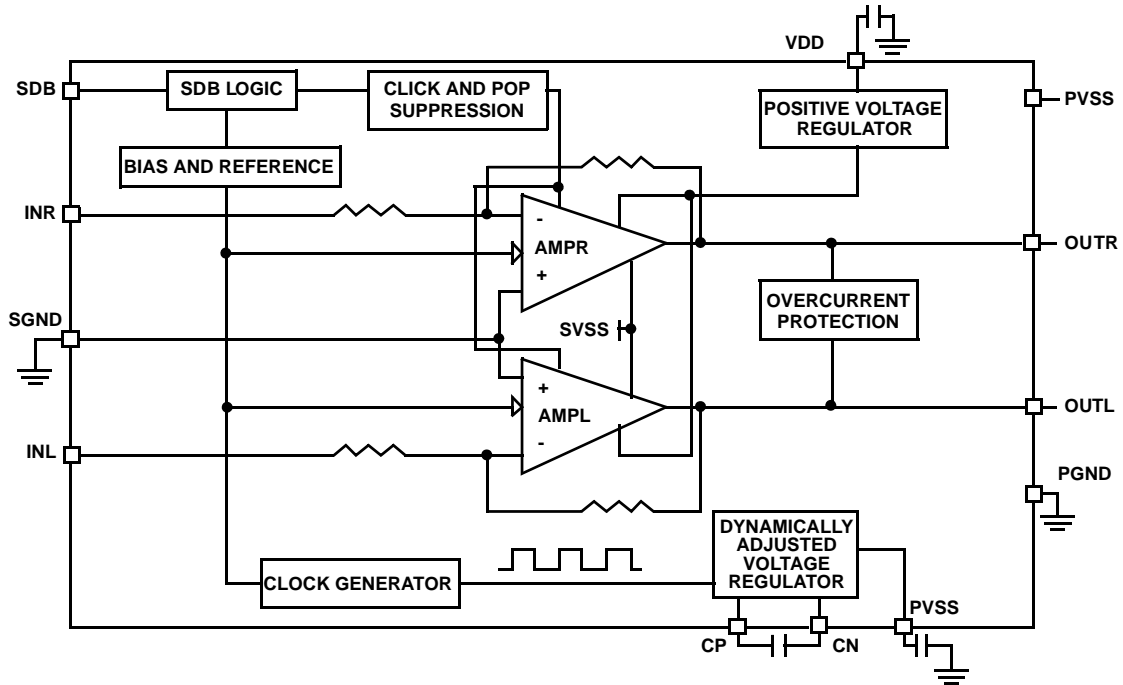 VDD
SDB
SDB LOGIC
CLICK AND POP
SUPPRESSION
POSITIVE VOLTAGE
REGULATOR
PVSS
BIAS AND REFERENCE
INR
-
AMPR
+
OUTR
OVERCURRENT
PROTECTION
SGND
SVSS
+
AMPL
-
OUTL
INL
PGND
DYNAMICALLY
ADJUSTED
VOLTAGE
REGULATOR
CLOCK GENERATOR
PVSS
CP
CN